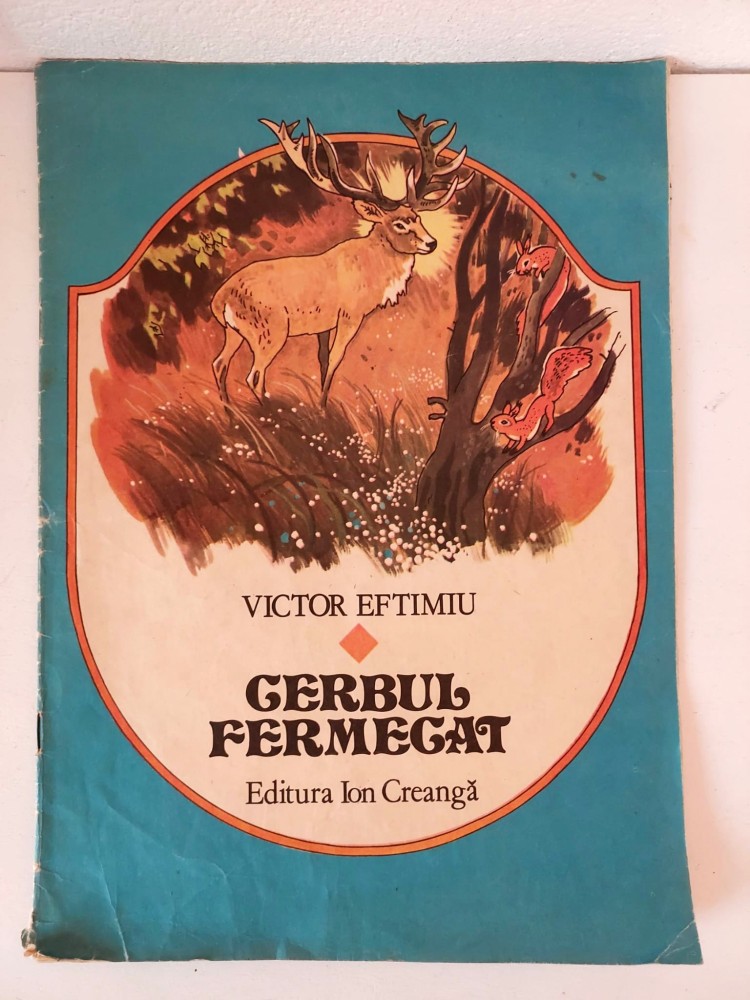 VICTOR EFTIMIU
CERBUL
FERMECAT
Editura Ion Creangă